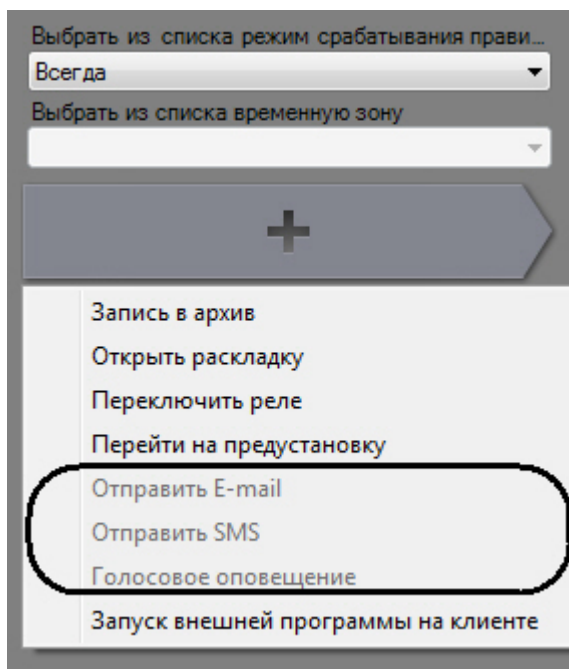 Выбрать из списка режим срабатывания прави...
Всегда
Выбрать из списка временную зону
Запись в архив
Открыть раскладку
Переключить реле
Перейти на предустановку
Отправить E-mail
Отправить SMS
Голосовое оповещение
Запуск внешней программы на клиенте